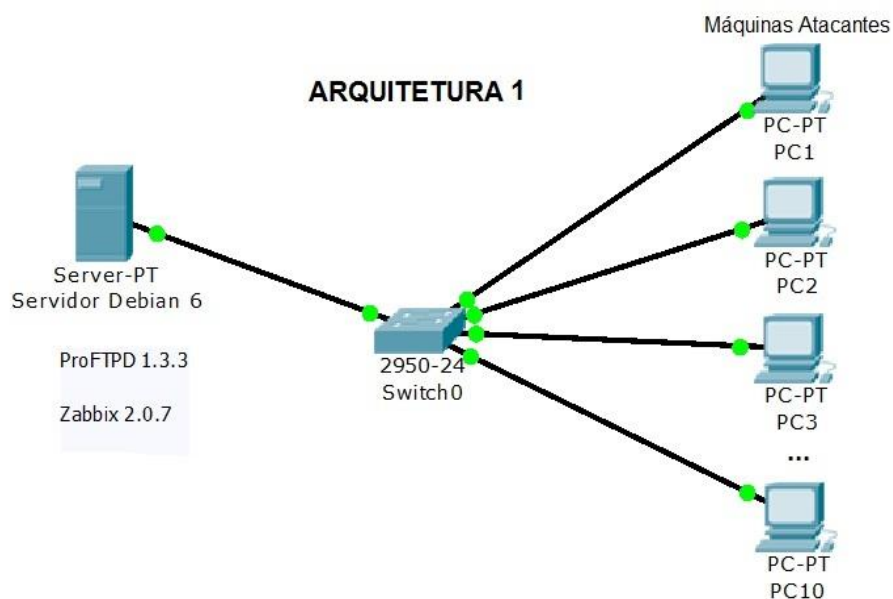 Máquinas Atacantes
ARQUITETURA 1
PC-PT
PC1
Server-PT
Servidor Debian 6
PC-PT
PC2
ProFTPD 1.3.3
Zabbix 2.0.7
2950-24
Switch0
PC-PT
PC3
...
PC-PT
PC10